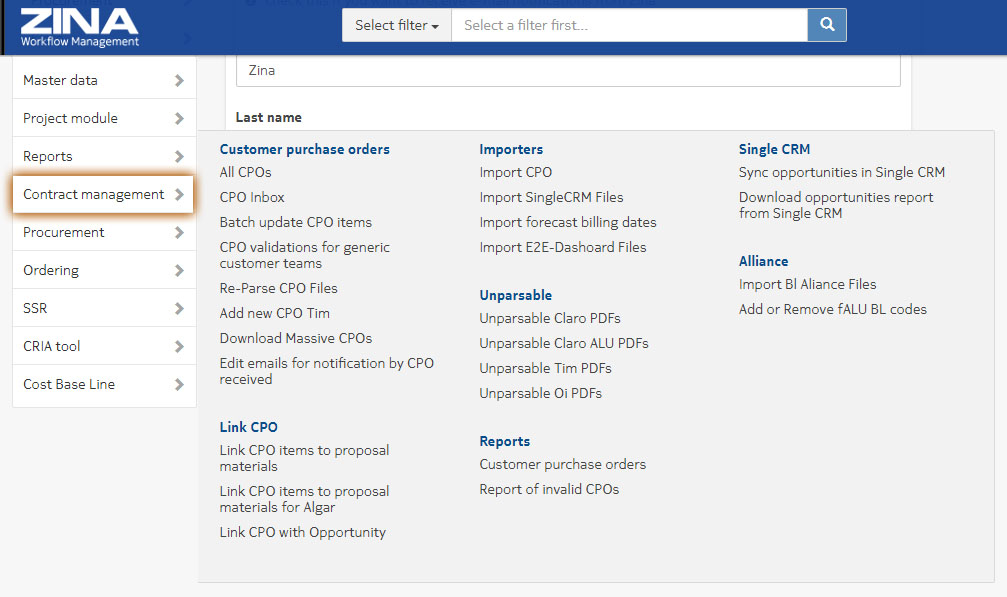 ZINA
Workflow Management
Select filter
Select a filter first...
Zina
Last name
Master data
Project module
Reports
Contract management
Procurement
Ordering
SSR
CRIA tool
Cost Base Line
Customer purchase orders
All CPOs
CPO Inbox
Batch update CPO items
CPO validations for generic
customer teams
Re-Parse CPO Files
Add new CPO Tim
Download Massive CPOs
Edit emails for notification by CPO
received
Link CPO
Link CPO items to proposal
materials
Link CPO items to proposal
materials for Algar
Link CPO with Opportunity
Importers
Import CPO
Import SingleCRM Files
Import forecast billing dates
Import E2E-Dashoard Files
Unparsable
Unparsable Claro PDFs
Unparsable Claro ALU PDFs
Unparsable Tim PDFs
Unparsable Oi PDFs
Reports
Customer purchase orders
Report of invalid CPOs
Single CRM
Sync opportunities in Single CRM
Download opportunities report
from Single CRM
Alliance
Import Bl Aliance Files
Add or Remove fALU BL codes